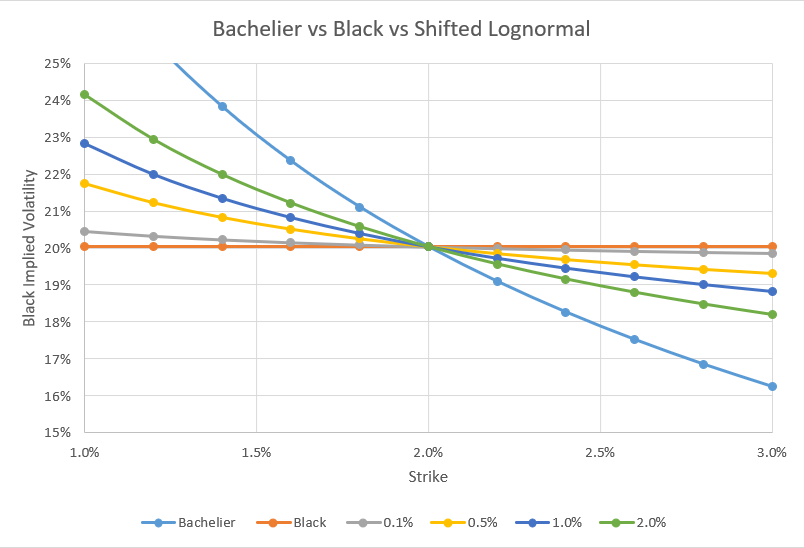 Bachelier vs Black vs Shifted Lognormal
25%
24%
23%
22%
21%
20%
19%
18%
17%
16%
15%
Black Implied Volatility
1.0% 1.5% 2.0% 2.5% 3.0%
Strike
Bachelier Black 0.1% 0.5% 1.0% 2.0%